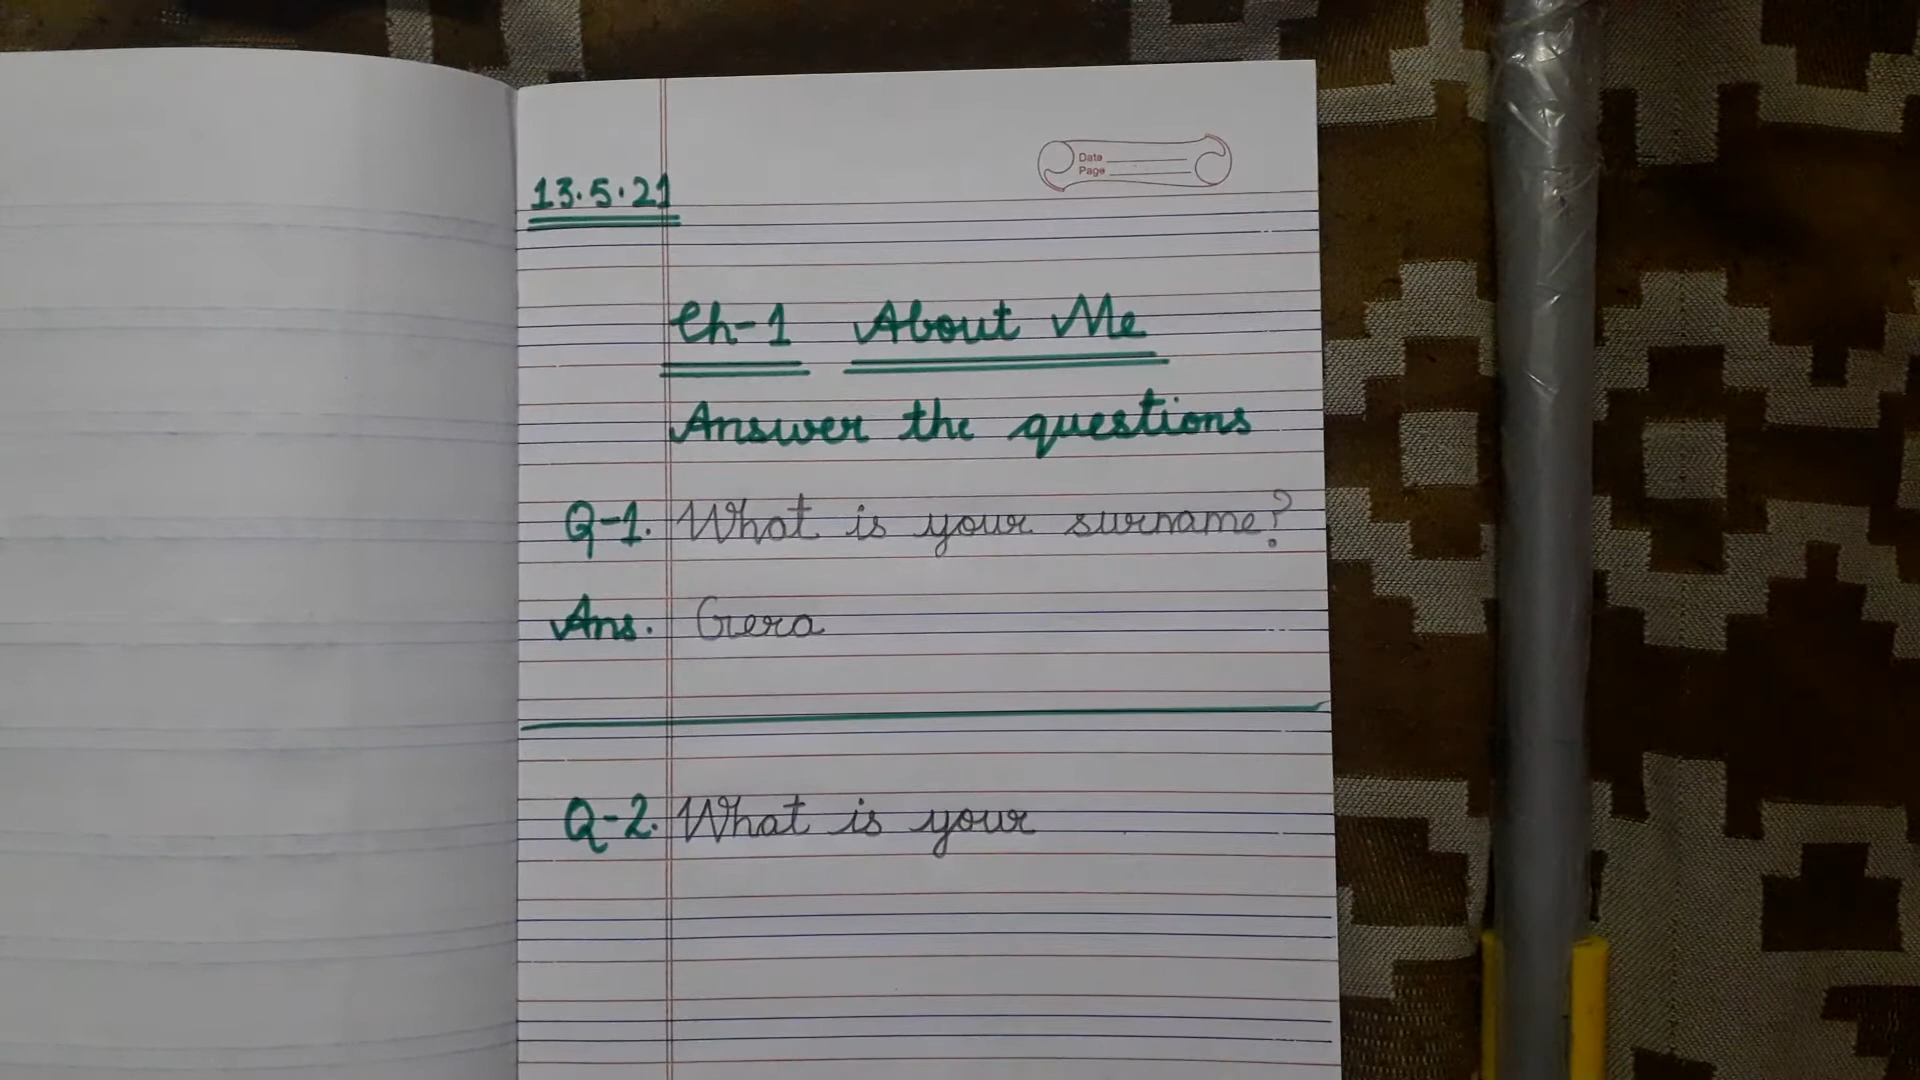 Date
Page
13.5.21
Ch-1 About Me
Answer the questions
Q-1. What is your surname?
Ans. Gera
Q-2. What is your